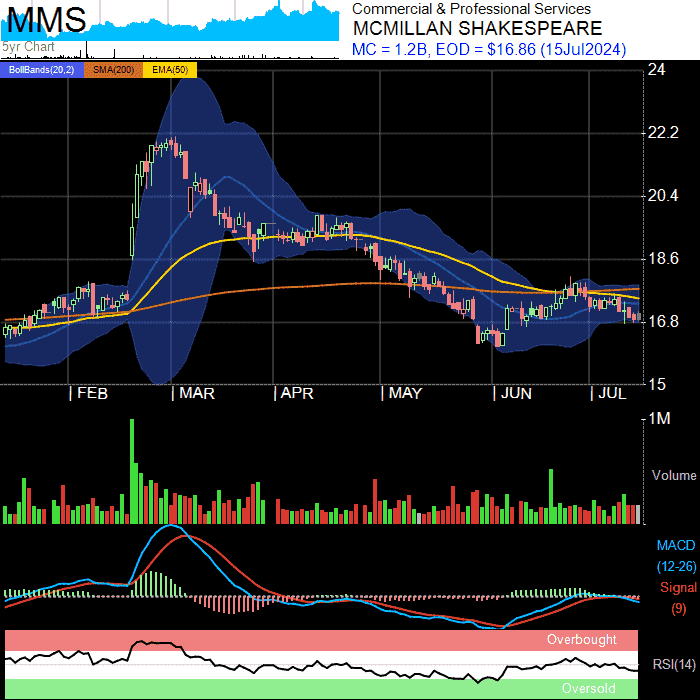 MMS
5yr Chart
Commercial & Professional Services
MCMILLAN SHAKESPEARE
MC = 1.2B, EOD = $16.86 (15Jul2024)
BollBands(20,2) SMA(200) EMA(50)
24
22.2
20.4
18.6
16.8
15
| FEB | MAR | APR | MAY | JUN | JUL
1M
Volume
MACD
(12-26)
Signal
(9)
Overbought
RSI(14)
Oversold